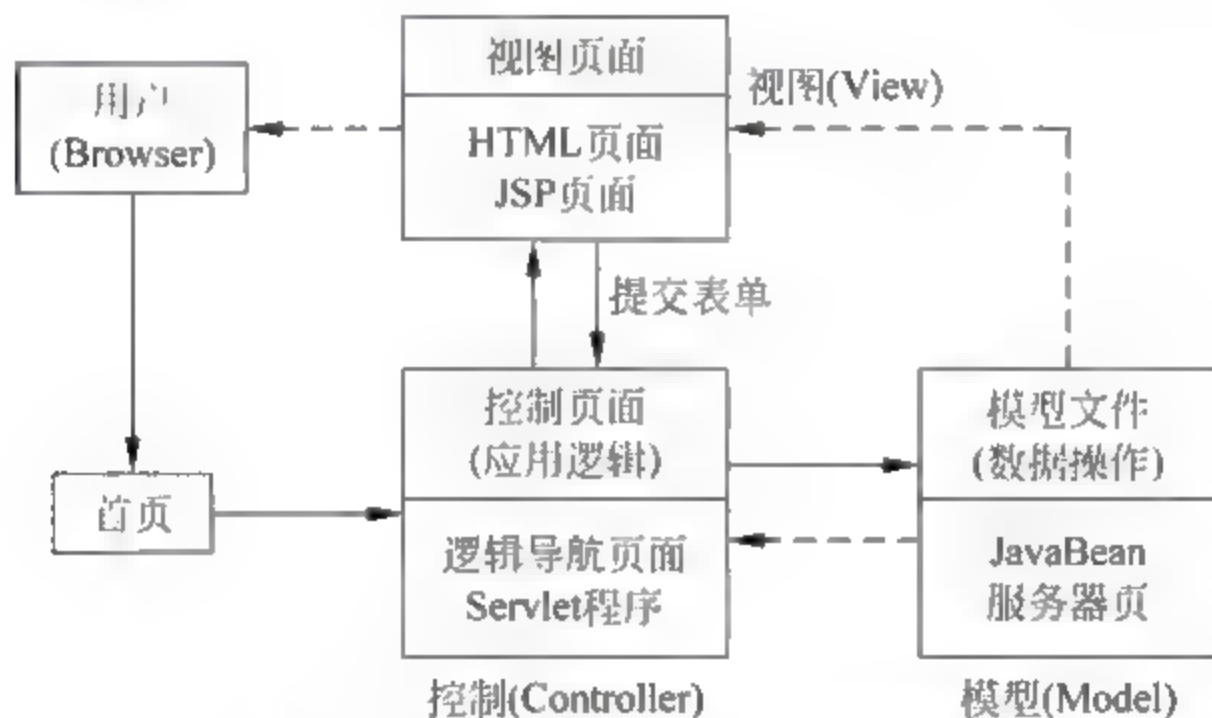 视图页面
用户
(Browser)
视图(View)
HTML页面
JSP页面
提交表单
控制页面
(应用逻辑)
模型文件
(数据操作)
首页
逻辑导航页面
Servlet程序
JavaBean
服务器页
控制(Controller)
模型(Model)